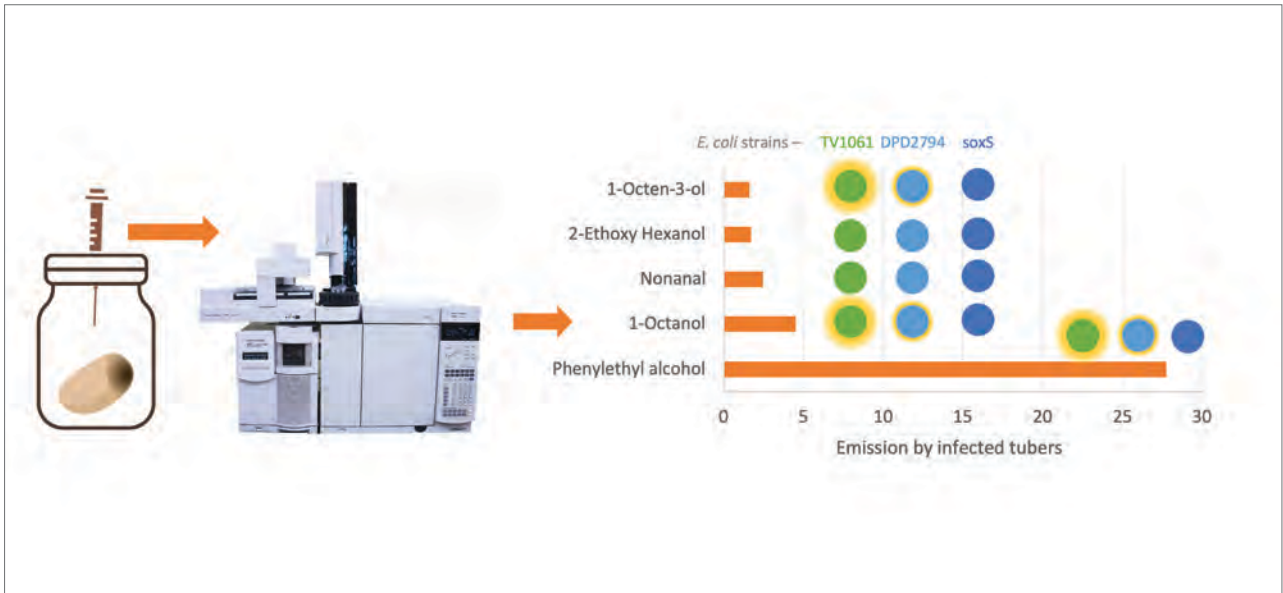 E. coli strains – TV1061 DPD2794 soxS
1-Octen-3-ol
2-Ethoxy Hexanol
Nonanal
1-Octanol
Phenylethyl alcohol
0 5 10 15 20 25 30
Emission by infected tubers